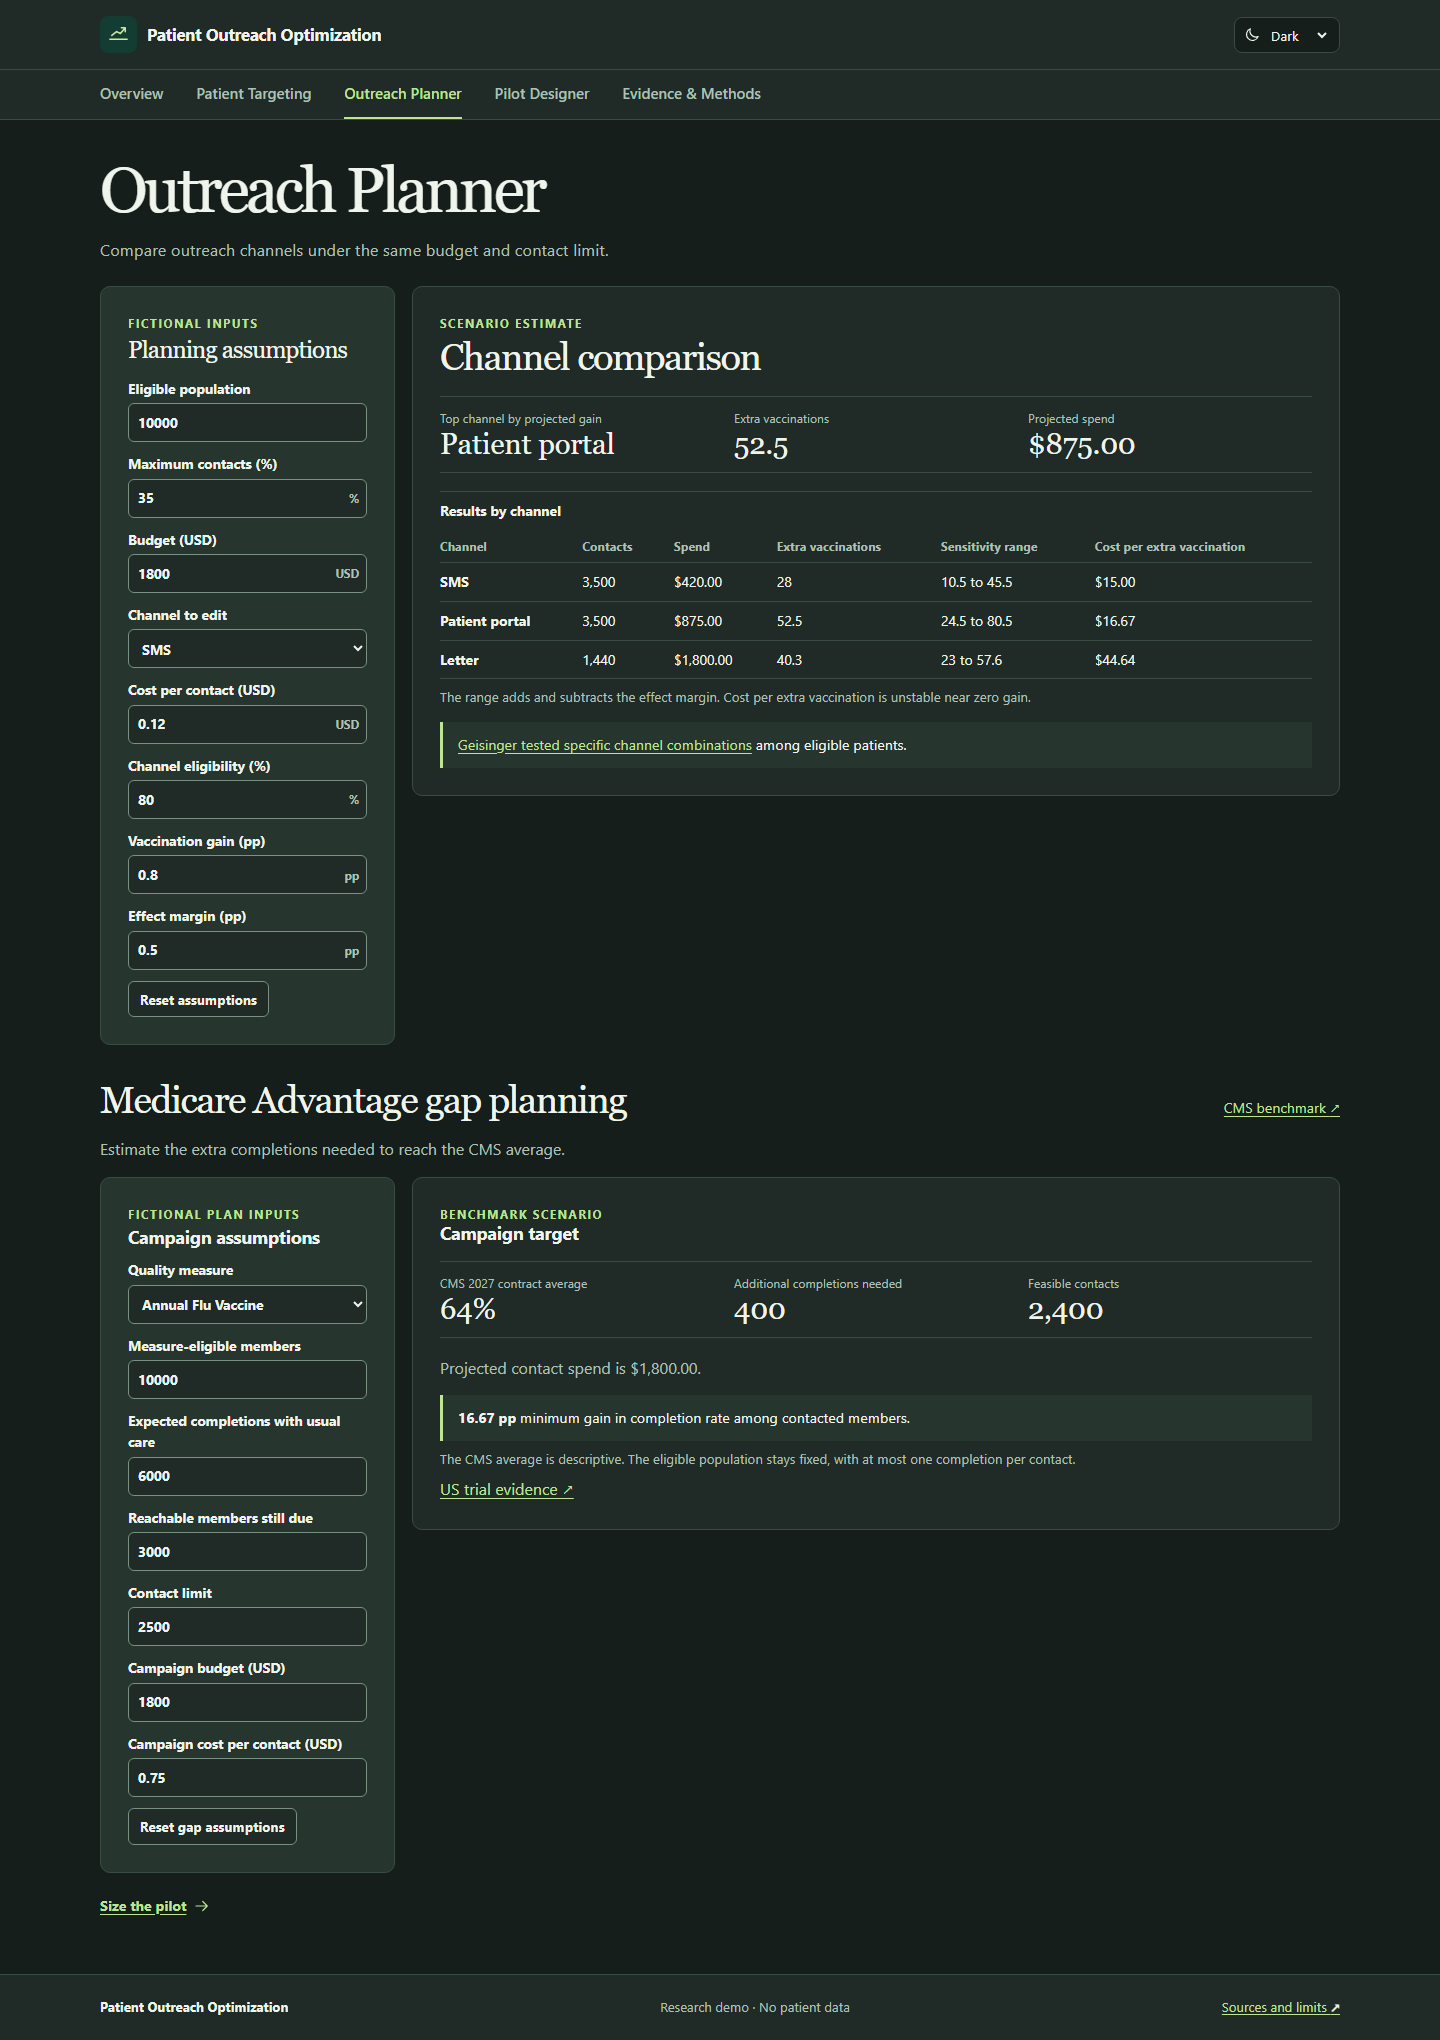 Patient Outreach Optimization
Dark
Overview
Patient Targeting
Outreach Planner
Pilot Designer
Evidence & Methods
Outreach Planner
Compare outreach channels under the same budget and contact limit.
FICTIONAL INPUTS
Planning assumptions
Eligible population
10000
Maximum contacts (%)
35 %
Budget (USD)
1800 USD
Channel to edit
SMS
Cost per contact (USD)
0.12 USD
Channel eligibility (%)
80 %
Vaccination gain (pp)
0.8 pp
Effect margin (pp)
0.5 pp
Reset assumptions
SCENARIO ESTIMATE
Channel comparison
Top channel by projected gain
Patient portal
Extra vaccinations
52.5
Projected spend
$875.00
Results by channel
Channel Contacts Spend Extra vaccinations Sensitivity range Cost per extra vaccination
SMS 3,500 $420.00 28 10.5 to 45.5 $15.00
Patient portal 3,500 $875.00 52.5 24.5 to 80.5 $16.67
Letter 1,440 $1,800.00 40.3 23 to 57.6 $44.64
The range adds and subtracts the effect margin. Cost per extra vaccination is unstable near zero gain.
Geisinger tested specific channel combinations among eligible patients.
Medicare Advantage gap planning
CMS benchmark ↗
Estimate the extra completions needed to reach the CMS average.
FICTIONAL PLAN INPUTS
Campaign assumptions
Quality measure
Annual Flu Vaccine
Measure-eligible members
10000
Expected completions with usual
care
6000
Reachable members still due
3000
Contact limit
2500
Campaign budget (USD)
1800
Campaign cost per contact (USD)
0.75
Reset gap assumptions
BENCHMARK SCENARIO
Campaign target
CMS 2027 contract average
64%
Additional completions needed
400
Feasible contacts
2,400
Projected contact spend is $1,800.00.
16.67 pp minimum gain in completion rate among contacted members.
The CMS average is descriptive. The eligible population stays fixed, with at most one completion per contact.
US trial evidence ↗
Size the pilot →
Patient Outreach Optimization
Research demo · No patient data
Sources and limits ↗